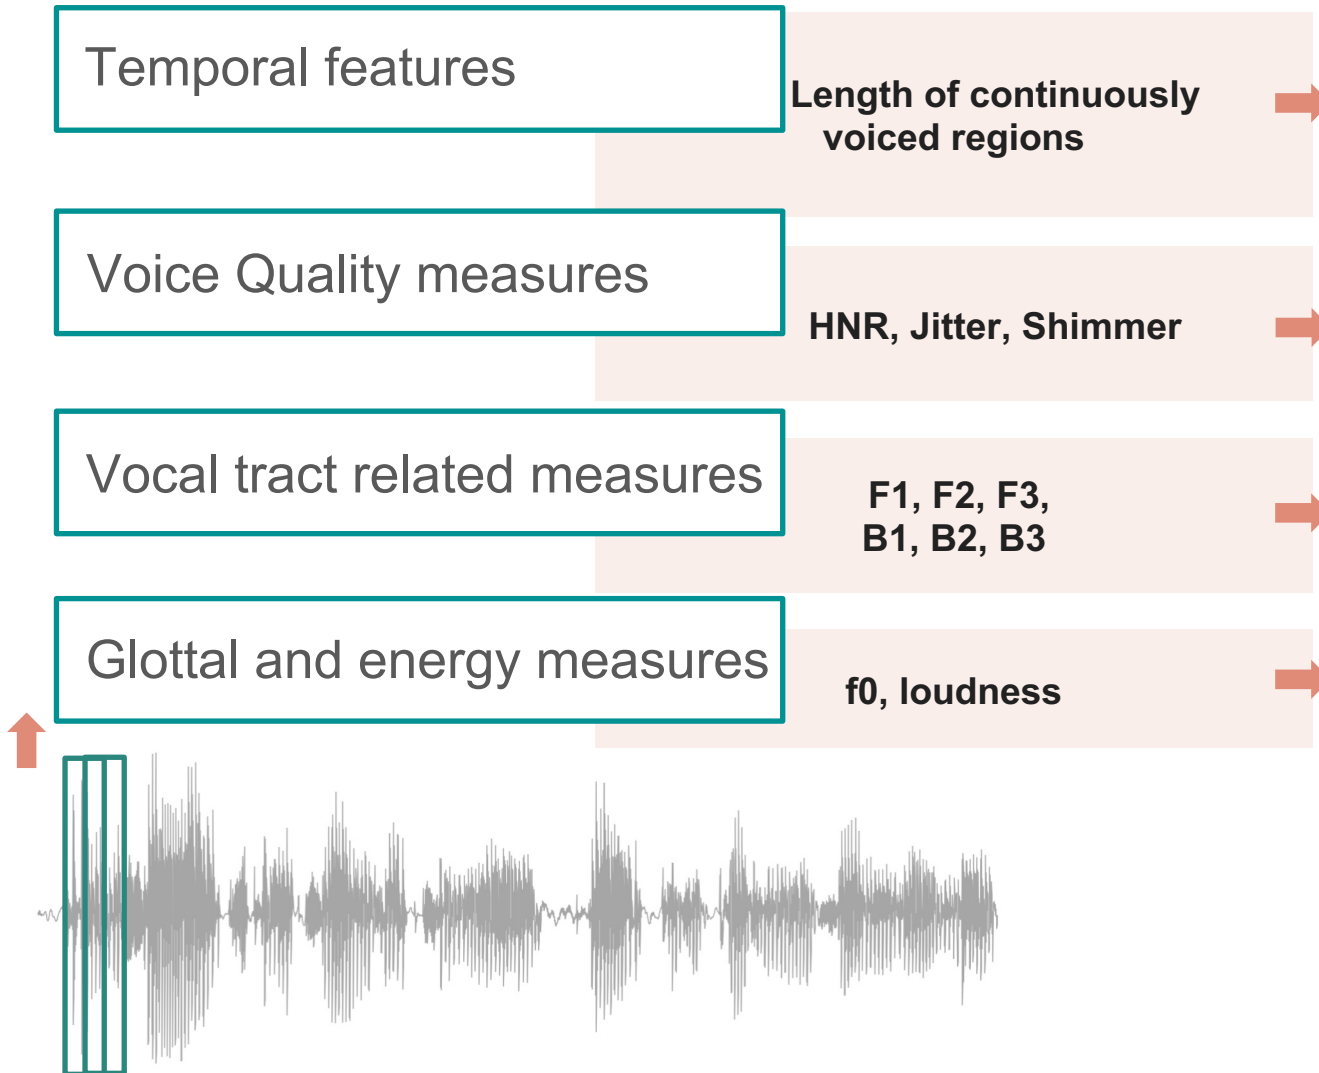 Temporal features
Length of continuously
voiced regions
Voice Quality measures
HNR, Jitter, Shimmer
Vocal tract related measures
F1, F2, F3,
B1, B2, B3
Glottal and energy measures
f0, loudness